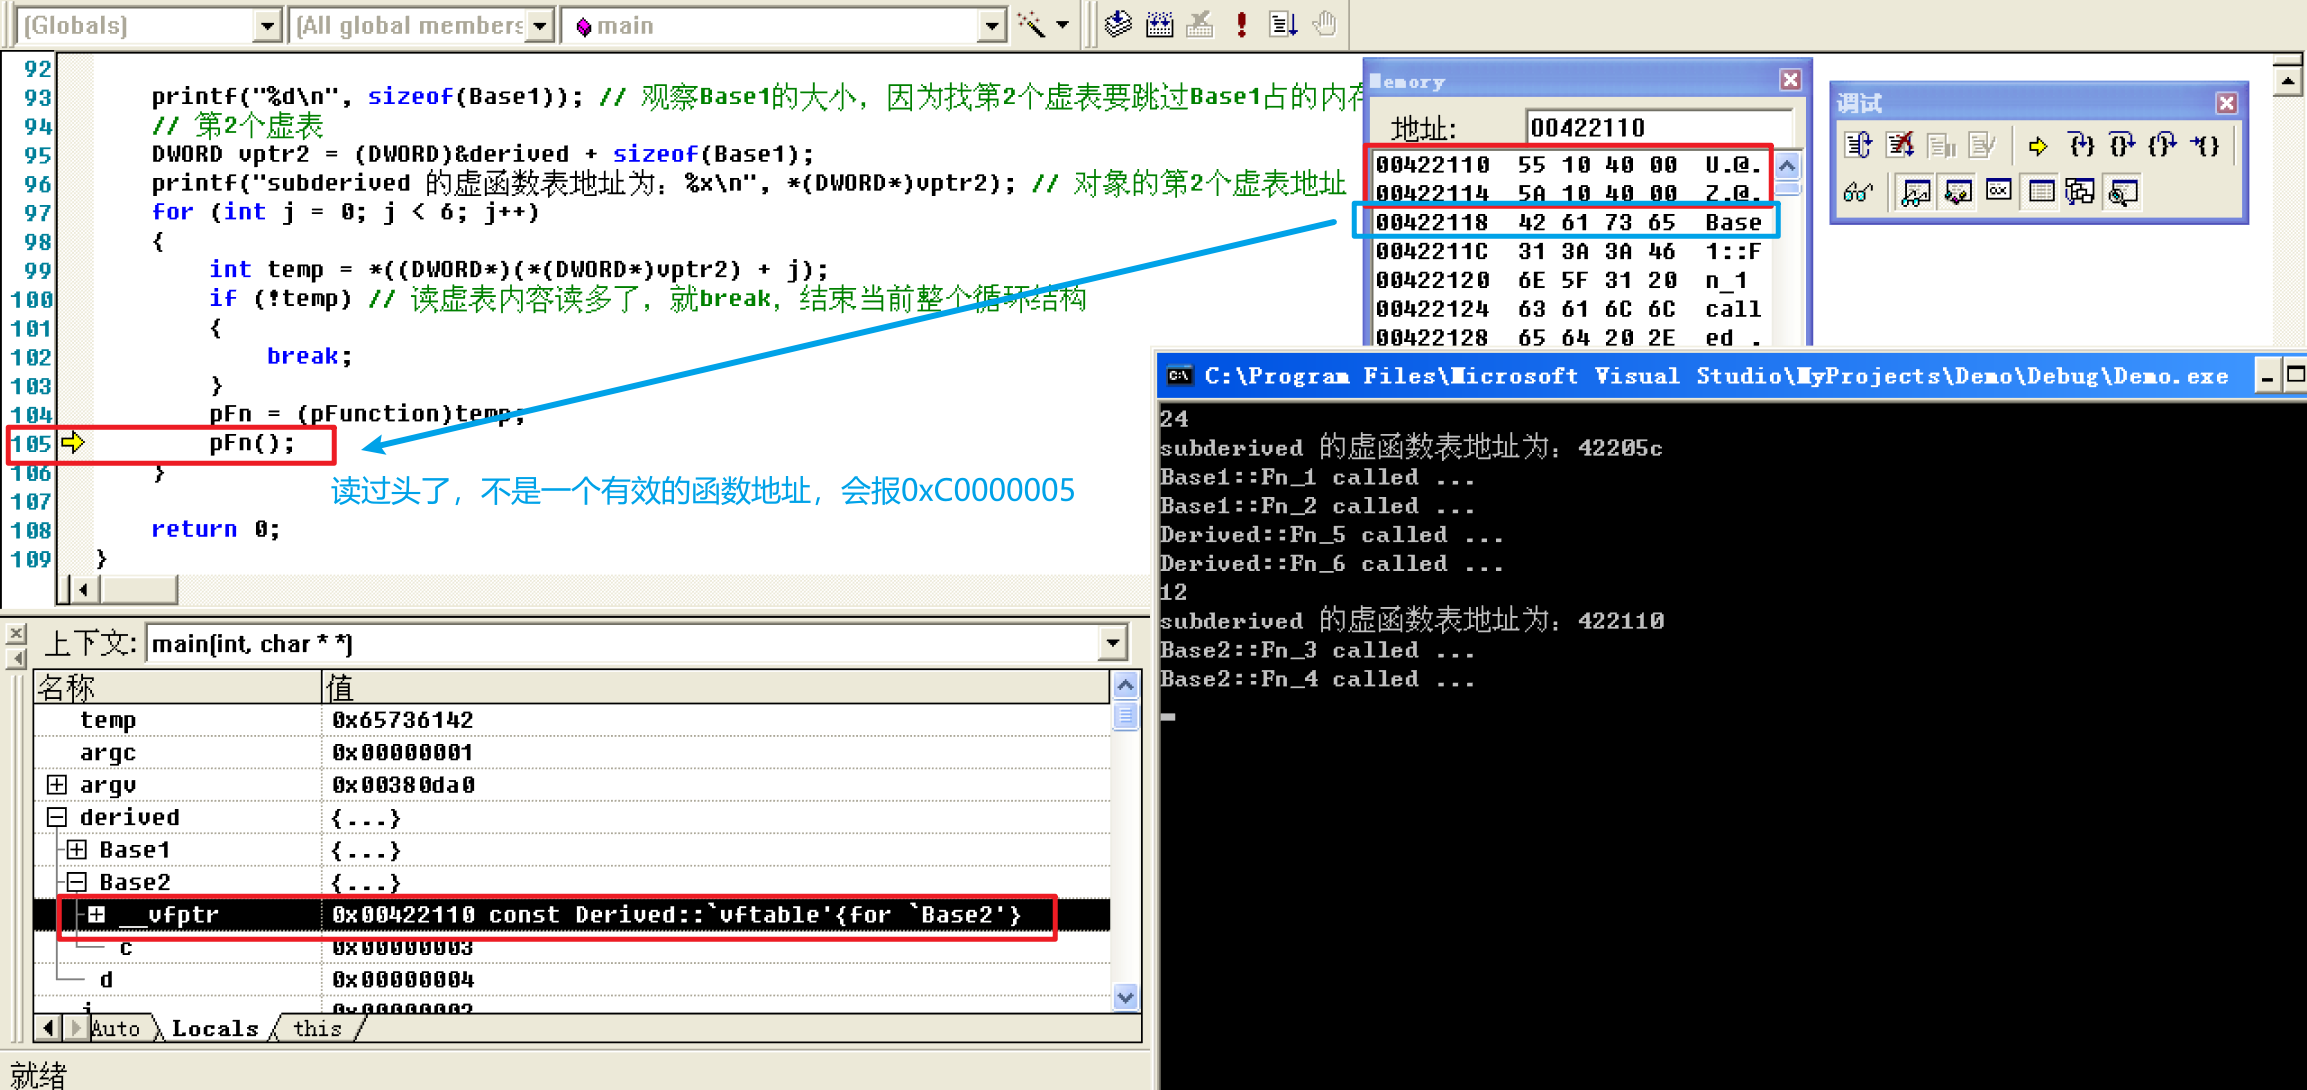 (Globals)
(All global members
main
92
93 printf("%d\n", sizeof(Base1)); // 观察Base1的大小，因为找第2个虚表要跳过Base1占的内存
94 // 第2个虚表
95 DWORD vptr2 = (DWORD)&derived + sizeof(Base1);
96 printf("subderived 的虚函数表地址为：%x\n", *(DWORD*)vptr2); // 对象的第2个虚表地址
97 for (int j = 0; j < 6; j++)
98 {
99 int temp = *((DWORD*)(*(DWORD*)vptr2) + j);
100 if (!temp) // 读虚表内容读多了，就break，结束当前整个循环结构
101 {
102 break;
103 }
104 pFn = (pFunction)temp;
105 pFn();
106 }
读过头了，不是一个有效的函数地址，会报0xC0000005
107
108 return 0;
109 }
Memory
地址: 00422110
00422110 55 10 40 00 U.@.
00422114 5A 10 40 00 Z.@.
00422118 42 61 73 65 Base
0042211C 31 3A 3A 46 1::F
00422120 6E 5F 31 20 n_1
00422124 63 61 6C 6C call
00422128 65 64 20 2E ed .
调试
C:\Program Files\Microsoft Visual Studio\MyProjects\Demo\Debug\Demo.exe
24
subderived 的虚函数表地址为：42205c
Base1::Fn_1 called ...
Base1::Fn_2 called ...
Derived::Fn_5 called ...
Derived::Fn_6 called ...
12
subderived 的虚函数表地址为：422110
Base2::Fn_3 called ...
Base2::Fn_4 called ...
上下文: main(int, char * *)
名称 值
temp 0x65736142
argc 0x00000001
argv 0x00380da0
derived {...}
Base1 {...}
Base2 {...}
__vfptr 0x00422110 const Derived::`vftable'{for `Base2'}
c 0x00000003
d 0x00000004
j 0x00000002
Auto Locals this
就绪